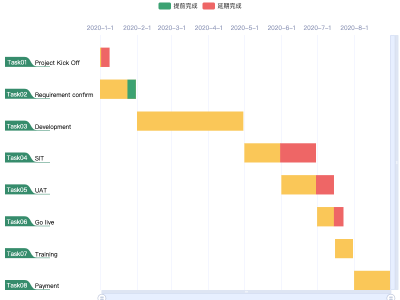 提前完成 延期完成
2020-1-1 2020-2-1 2020-3-1 2020-4-1 2020-5-1 2020-6-1 2020-7-1 2020-8-1
Task01 Project Kick Off
Task02 Requirement confirm
Task03 Development
Task04 SIT
Task05 UAT
Task06 Go live
Task07 Training
Task08 Payment